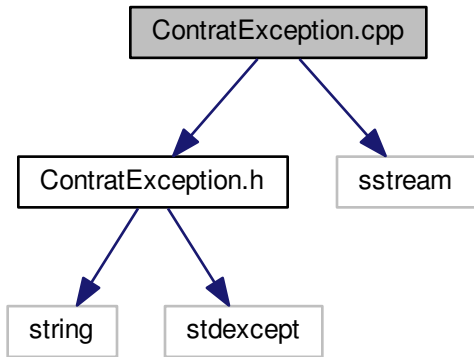 ContratException.cpp
ContratException.h
sstream
string
stdexcept